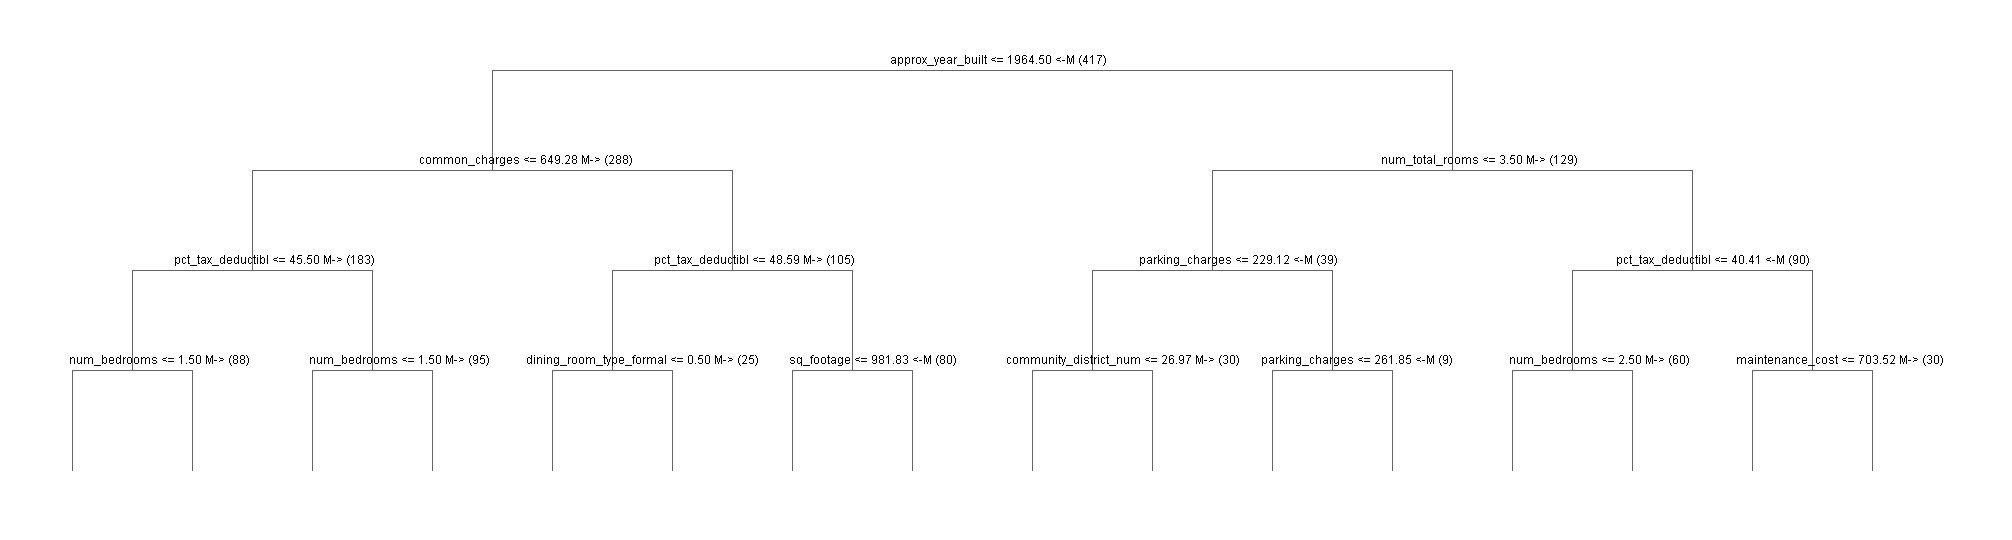 approx_year_built <= 1964.50 <-M (417)
common_charges <= 649.28 M-> (288)
num_total_rooms <= 3.50 M-> (129)
pct_tax_deductibl <= 45.50 M-> (183)
pct_tax_deductibl <= 48.59 M-> (105)
parking_charges <= 229.12 <-M (39)
pct_tax_deductibl <= 40.41 <-M (90)
num_bedrooms <= 1.50 M-> (88)
num_bedrooms <= 1.50 M-> (95)
dining_room_type_formal <= 0.50 M-> (25)
sq_footage <= 981.83 <-M (80)
community_district_num <= 26.97 M-> (30)
parking_charges <= 261.85 <-M (9)
num_bedrooms <= 2.50 M-> (60)
maintenance_cost <= 703.52 M-> (30)